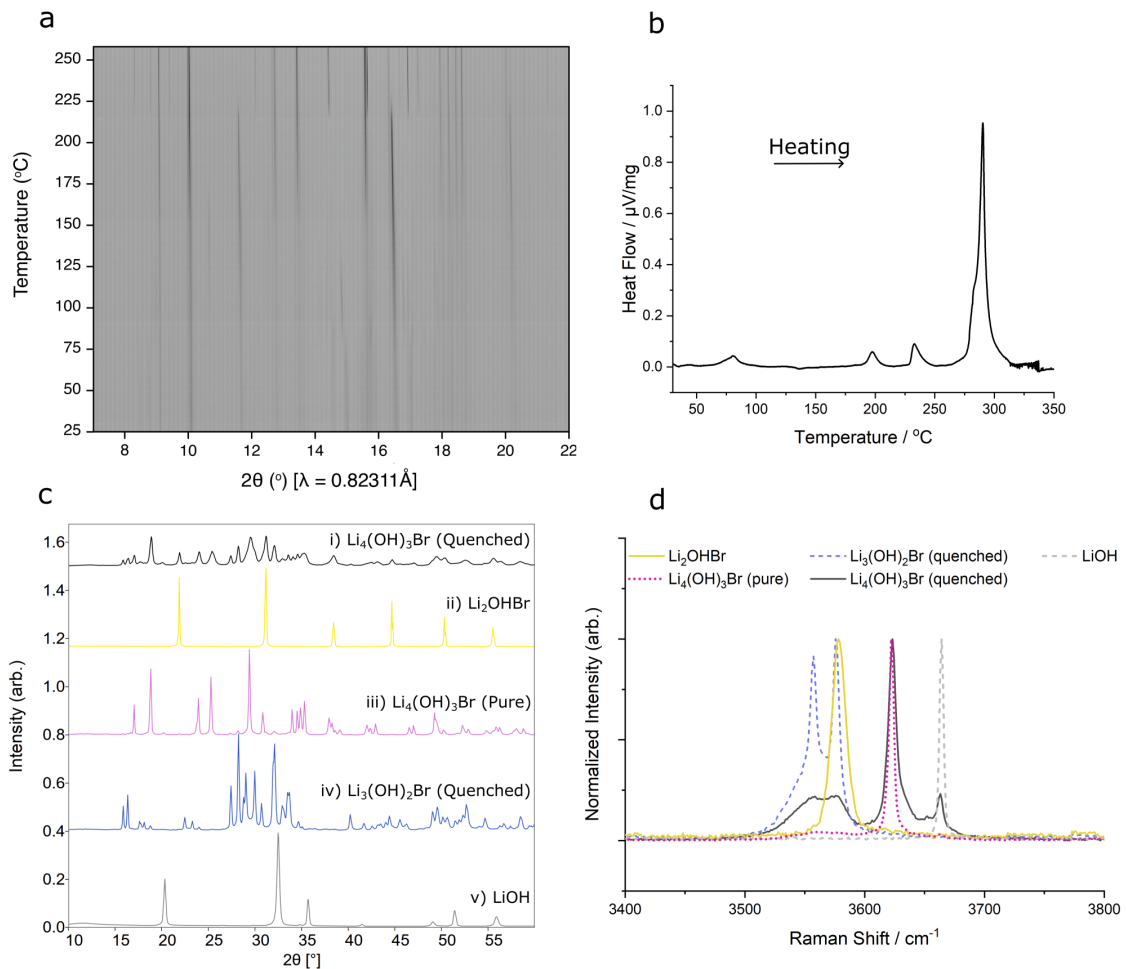 a
250
225
200
175
150
125
100
75
50
25
Temperature (°C)
8
10
12
14
16
18
20
22
2θ (°) [λ = 0.82311Å]
b
1.0
0.8
0.6
0.4
0.2
0.0
Heat Flow / µV/mg
Heating
50
100
150
200
250
300
350
Temperature / °C
c
1.6
1.4
1.2
1.0
0.8
0.6
0.4
0.2
0.0
Intensity (arb.)
i) Li₄(OH)₃Br (Quenched)
ii) Li₂OHBr
iii) Li₄(OH)₃Br (Pure)
iv) Li₃(OH)₂Br (Quenched)
v) LiOH
10
15
20
25
30
35
40
45
50
55
2θ [°]
d
Li₂OHBr
Li₃(OH)₂Br (quenched)
LiOH
Li₄(OH)₃Br (pure)
Li₄(OH)₃Br (quenched)
Normalized Intensity (arb.)
3400
3500
3600
3700
3800
Raman Shift / cm⁻¹